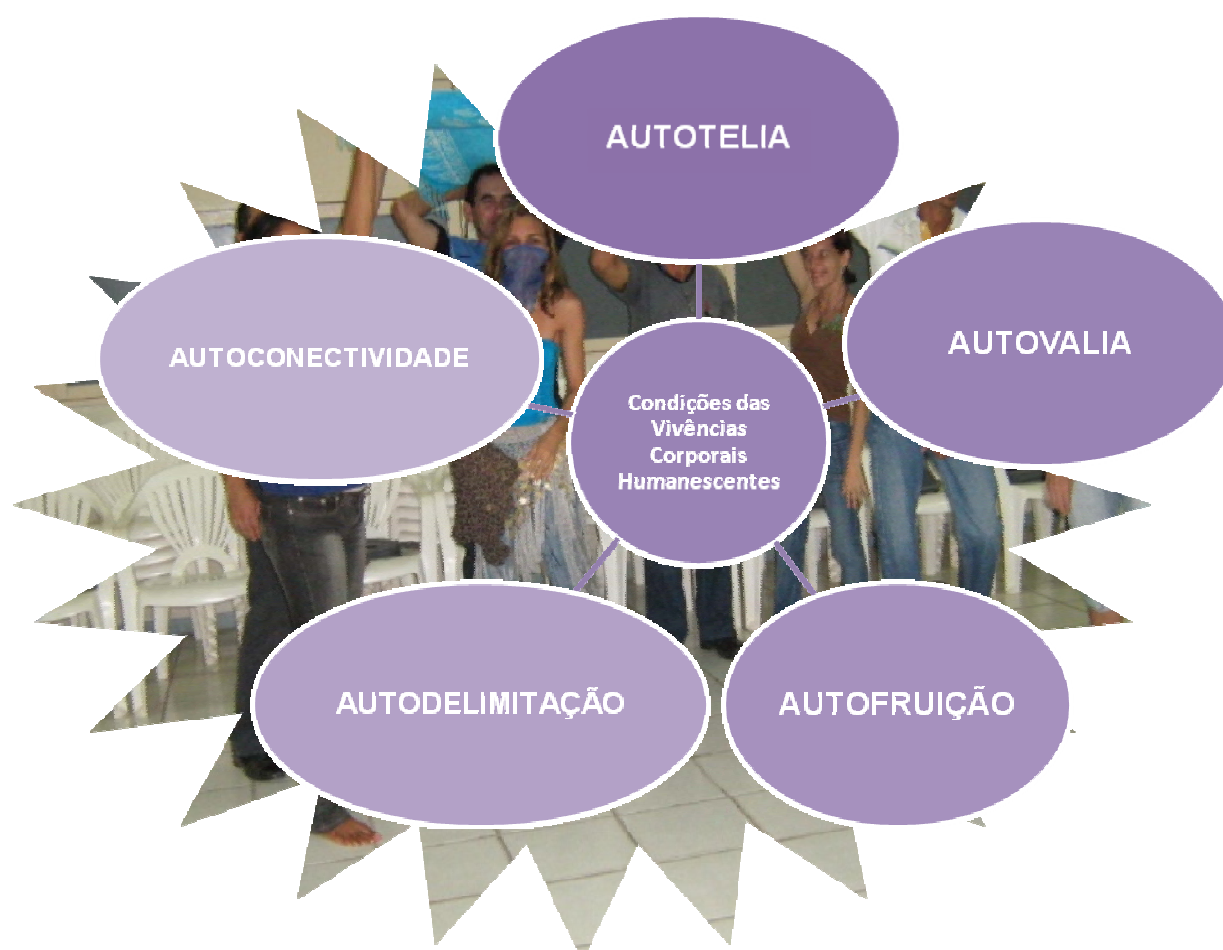 AUTOTELIA
AUTOVALIA
AUTOCONECTIVIDADE
Condições das
Vivências
Corporais
Humanescentes
AUTODELIMITAÇÃO
AUTOFRUIÇÃO